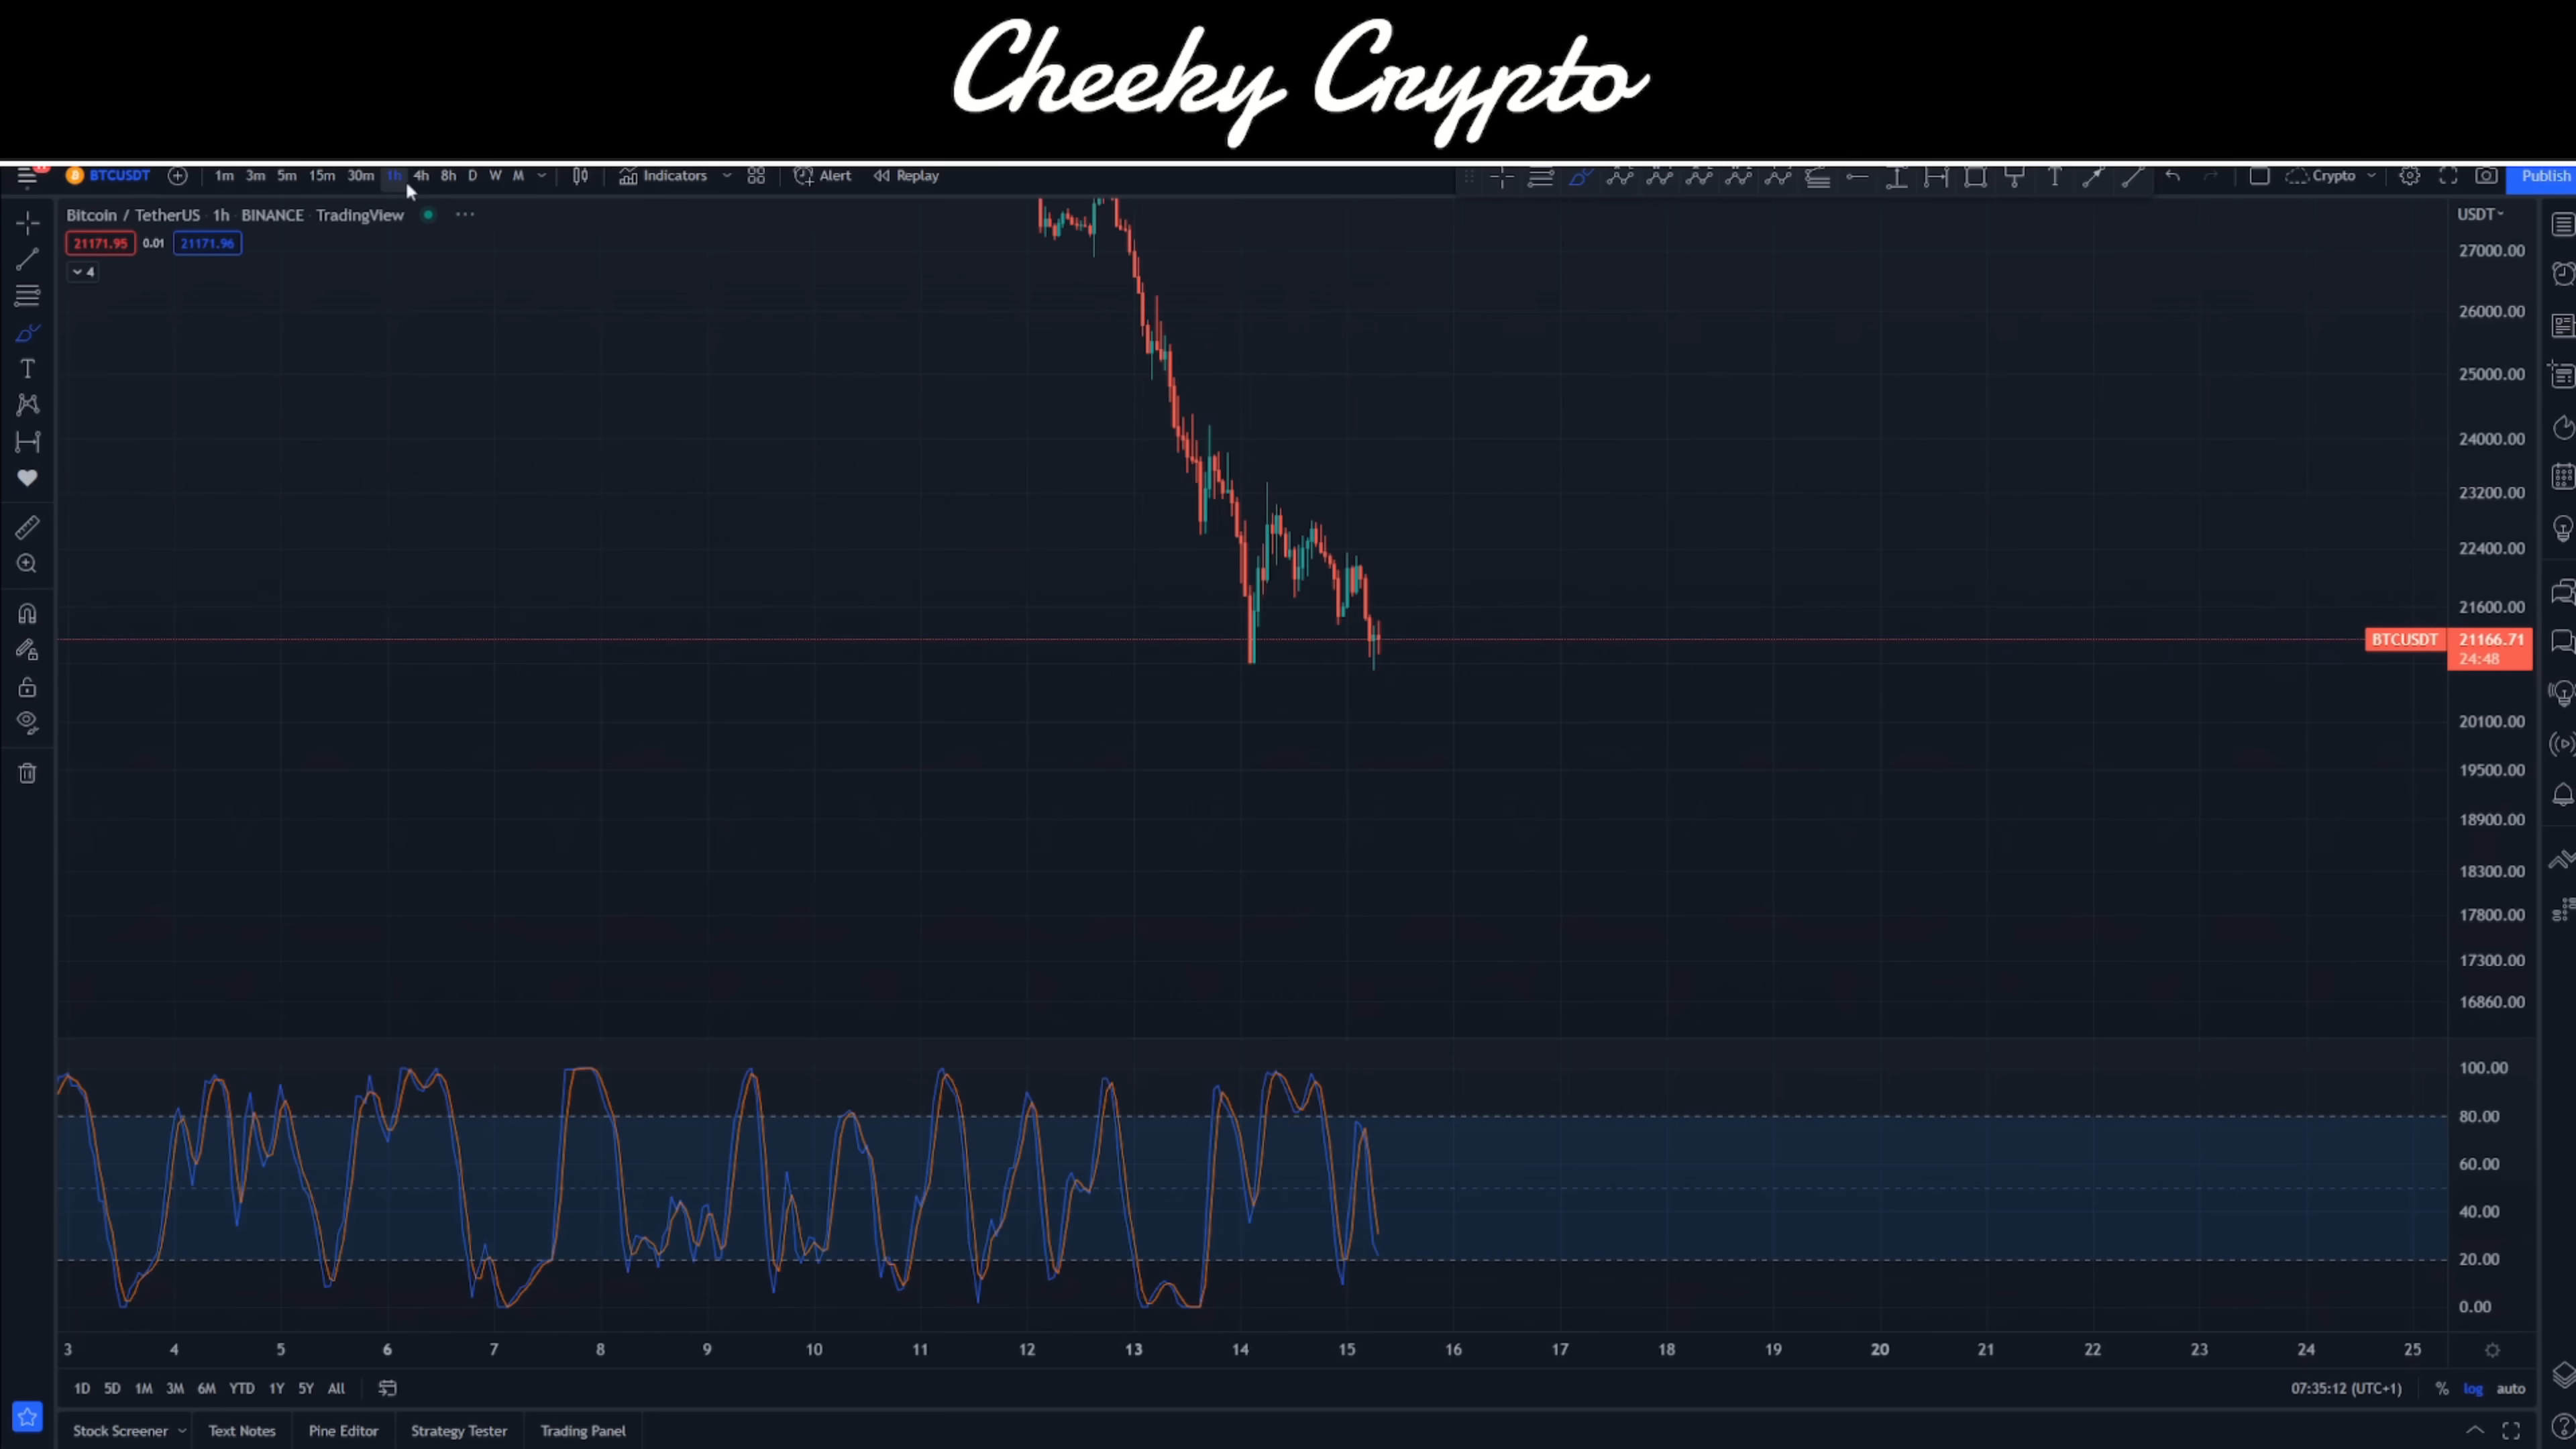 Cheeky Crypto
BTCUSDT 1m 3m 5m 15m 30m 1h 4h 8h D W M Indicators Alert Replay T Crypto Publish
Bitcoin / TetherUS 1h BINANCE TradingView
USDT
21171.95 0.01 21171.96
4
27000.00
26000.00
25000.00
24000.00
23200.00
22400.00
21600.00
BTCUSDT 21166.71
24:48
20100.00
19500.00
18900.00
18300.00
17800.00
17300.00
16860.00
100.00
80.00
60.00
40.00
20.00
0.00
3 4 5 6 7 8 9 10 11 12 13 14 15 16 17 18 19 20 21 22 23 24 25
1D 5D 1M 3M 6M YTD 1Y 5Y All 07:35:12 (UTC+1) % log auto
Stock Screener Text Notes Pine Editor Strategy Tester Trading Panel